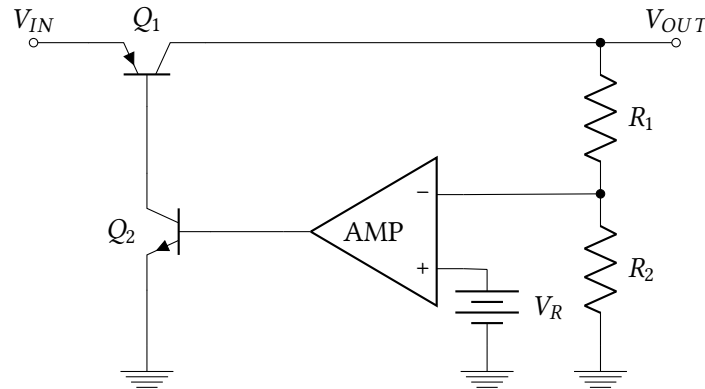 V_IN Q_1 V_OUT
R_1
−
Q_2 AMP
+ R_2
V_R